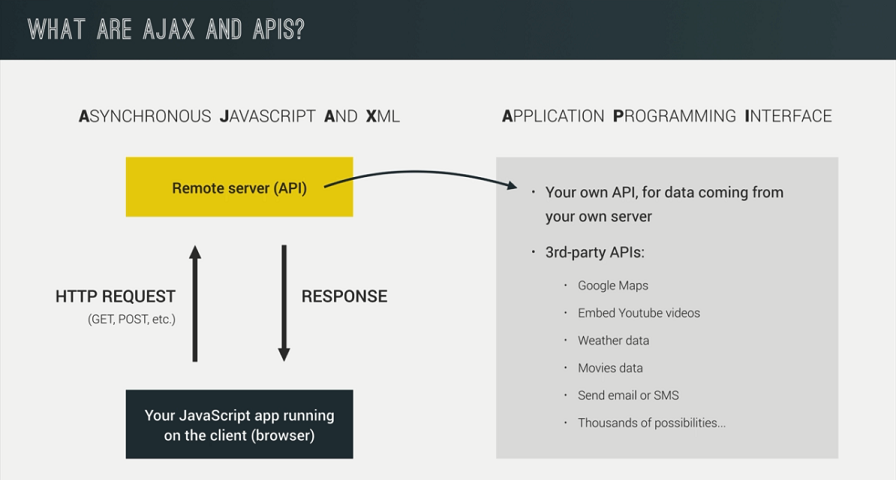 WHAT ARE AJAX AND APIS?
ASYNCHRONOUS JAVASCRIPT AND XML
Remote server (API)
HTTP REQUEST
(GET, POST, etc.)
RESPONSE
Your JavaScript app running
on the client (browser)
APPLICATION PROGRAMMING INTERFACE
· Your own API, for data coming from
your own server
· 3rd-party APIs:
· Google Maps
· Embed Youtube videos
· Weather data
· Movies data
· Send email or SMS
· Thousands of possibilities...